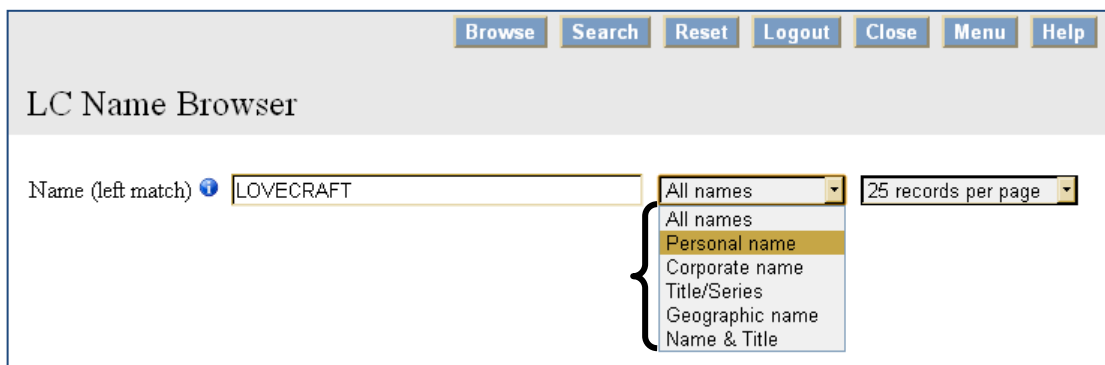 Browse Search Reset Logout Close Menu Help
LC Name Browser
Name (left match) LOVECRAFT All names 25 records per page
All names
Personal name
Corporate name
Title/Series
Geographic name
Name & Title